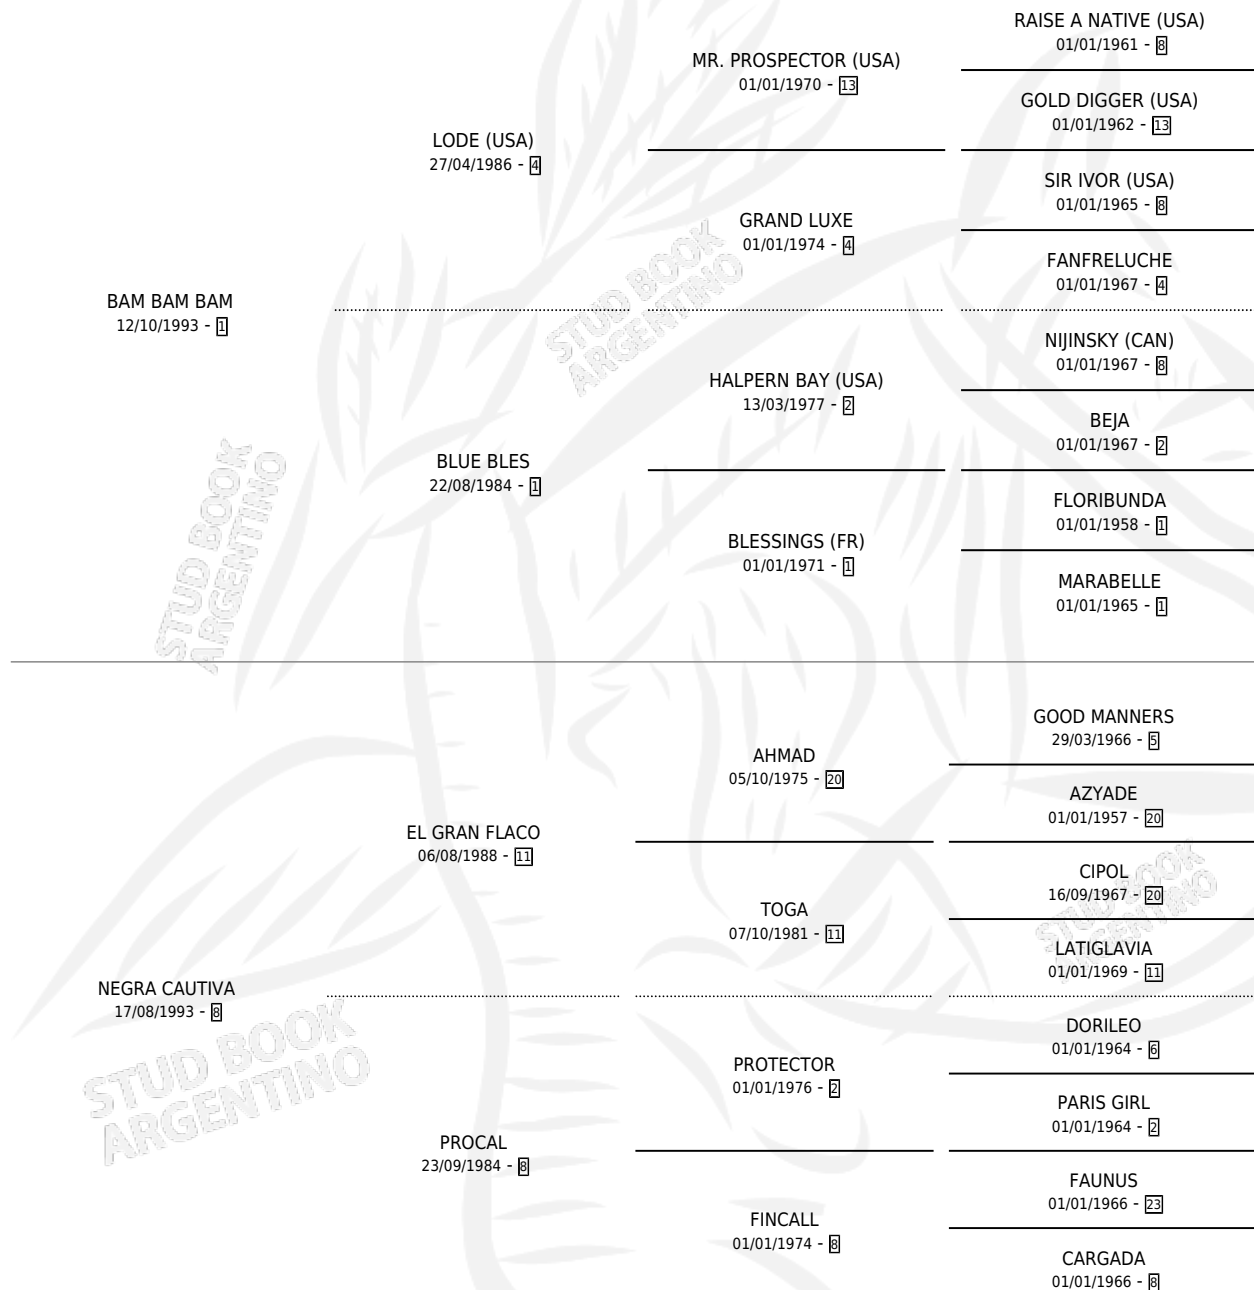 RAISE A NATIVE (USA)
01/01/1961 - 8
MR. PROSPECTOR (USA)
01/01/1970 - 13
GOLD DIGGER (USA)
01/01/1962 - 13
LODE (USA)
27/04/1986 - 4
SIR IVOR (USA)
01/01/1965 - 8
GRAND LUXE
01/01/1974 - 4
FANFRELUCHE
01/01/1967 - 4
BAM BAM BAM
12/10/1993 - 1
STUD BOOK
ARGENTINO
NIJINSKY (CAN)
01/01/1967 - 8
HALPERN BAY (USA)
13/03/1977 - 2
BEJA
01/01/1967 - 2
BLUE BLES
22/08/1984 - 1
FLORIBUNDA
01/01/1958 - 1
BLESSINGS (FR)
01/01/1971 - 1
MARABELLE
01/01/1965 - 1
STUD BOOK
ARGENTINO
GOOD MANNERS
29/03/1966 - 5
AHMAD
05/10/1975 - 20
AZYADE
01/01/1957 - 20
EL GRAN FLACO
06/08/1988 - 11
CIPOL
16/09/1967 - 20
TOGA
07/10/1981 - 11
LATIGLAVIA
01/01/1969 - 11
STUD BOOK
ARGENTINO
NEGRA CAUTIVA
17/08/1993 - 8
DORILEO
01/01/1964 - 6
PROTECTOR
01/01/1976 - 2
PARIS GIRL
01/01/1964 - 2
STUD BOOK
ARGENTINO
PROCAL
23/09/1984 - 8
FAUNUS
01/01/1966 - 23
FINCALL
01/01/1974 - 8
CARGADA
01/01/1966 - 8